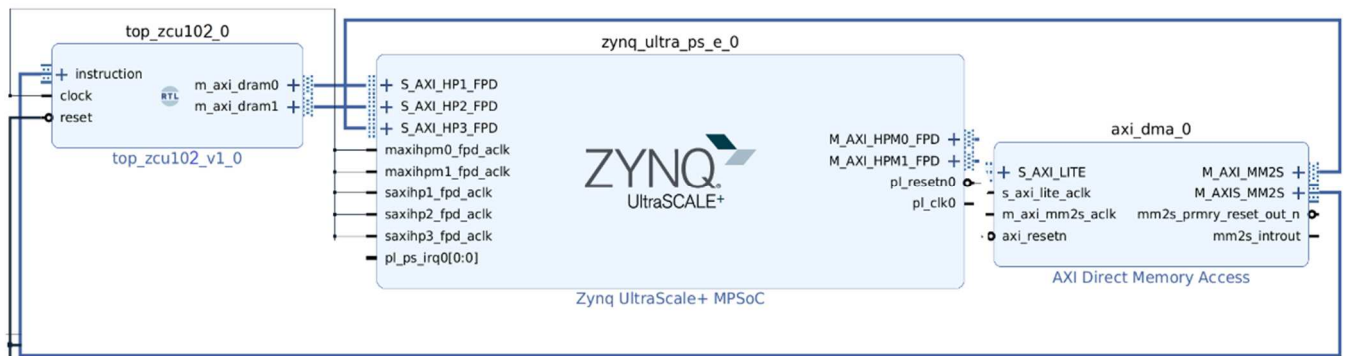 top_zcu102_0
instruction
clock
reset
RTL
m_axi_dram0
m_axi_dram1
top_zcu102_v1_0
zynq_ultra_ps_e_0
S_AXI_HP1_FPD
S_AXI_HP2_FPD
S_AXI_HP3_FPD
maxihpm0_fpd_aclk
maxihpm1_fpd_aclk
saxihp1_fpd_aclk
saxihp2_fpd_aclk
saxihp3_fpd_aclk
pl_ps_irq0[0:0]
ZYNQ
UltraSCALE+
M_AXI_HPM0_FPD
M_AXI_HPM1_FPD
pl_resetn0
pl_clk0
Zynq UltraScale+ MPSoC
axi_dma_0
S_AXI_LITE
s_axi_lite_aclk
m_axi_mm2s_aclk
axi_resetn
M_AXI_MM2S
M_AXIS_MM2S
mm2s_prmry_reset_out_n
mm2s_introut
AXI Direct Memory Access